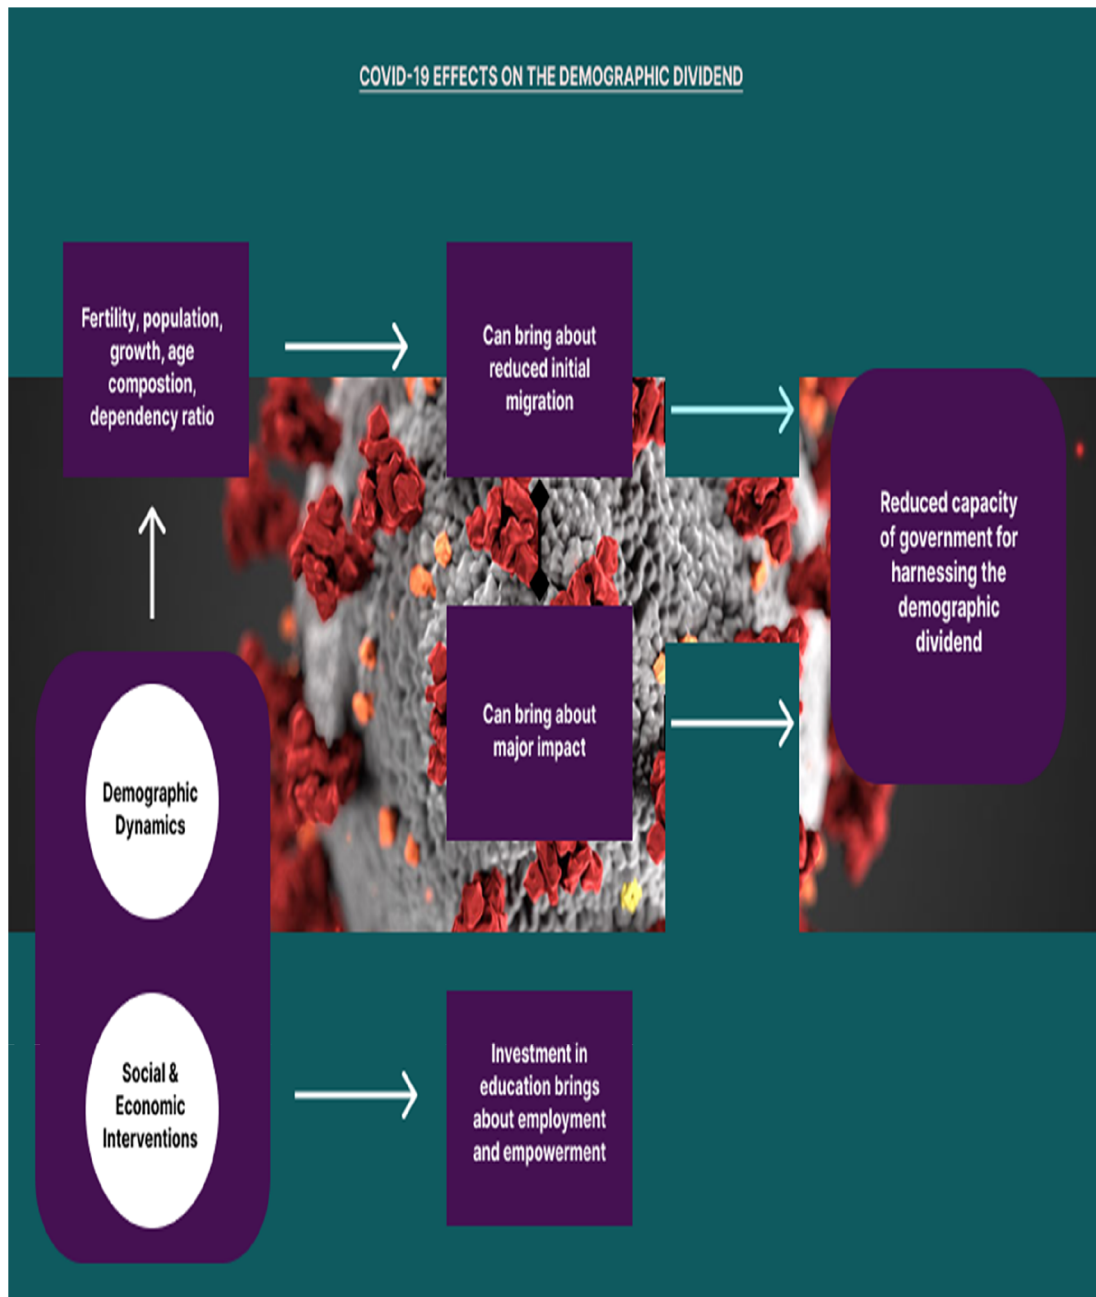 COVID-19 EFFECTS ON THE DEMOGRAPHIC DIVIDEND
Fertility, population,
growth, age
compostion,
dependency ratio
Can bring about
reduced initial
migration
Reduced capacity
of government for
harnessing the
demographic
dividend
Can bring about
major impact
Demographic
Dynamics
Social &
Economic
Interventions
Investment in
education brings
about employment
and empowerment